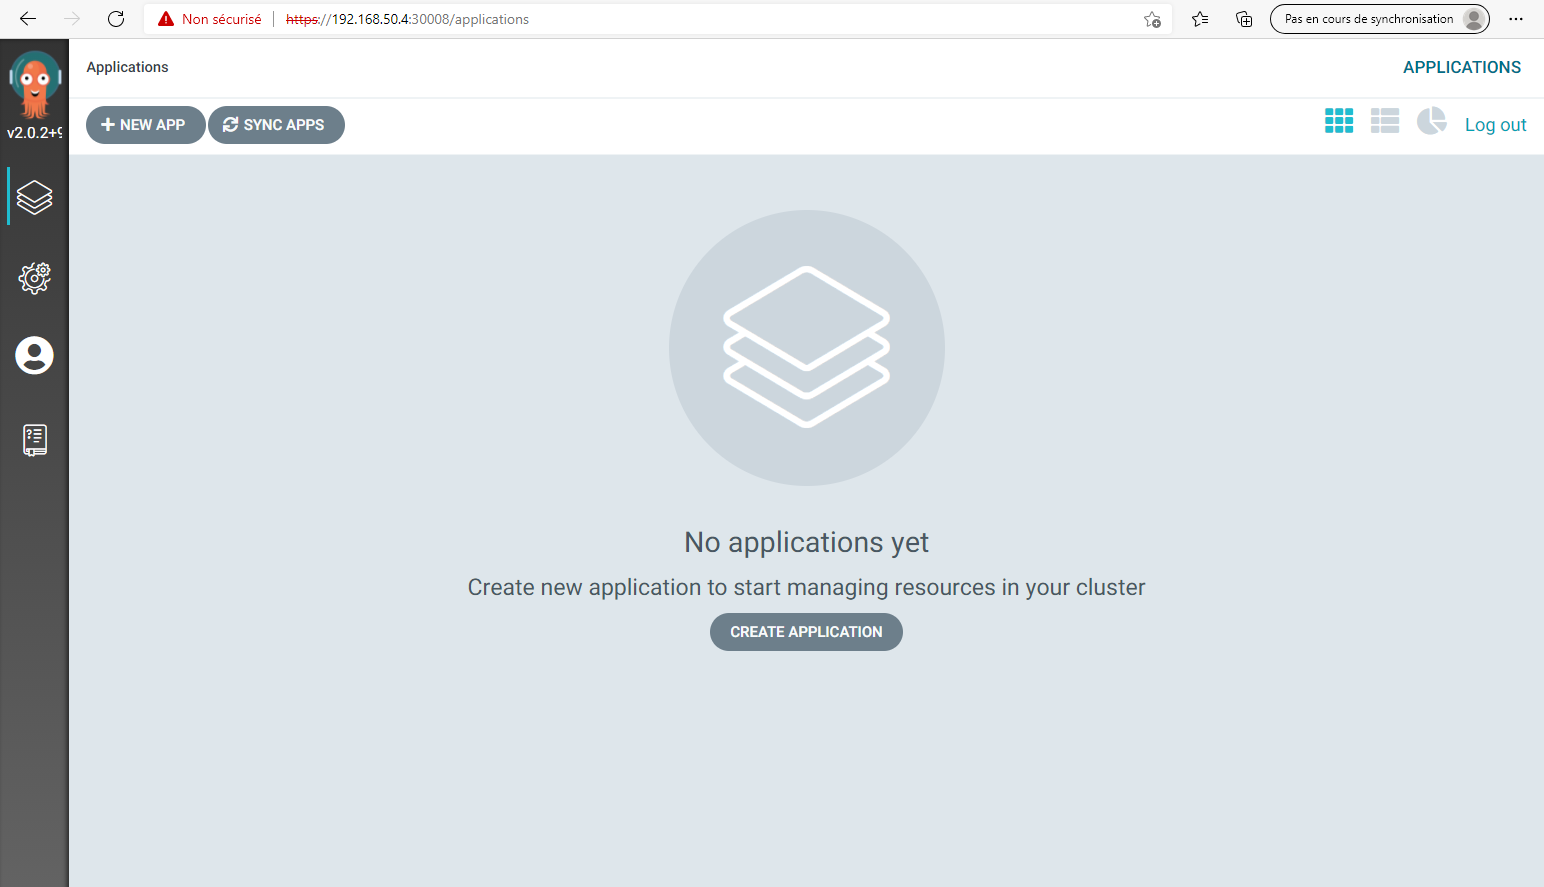 Non sécurisé https://192.168.50.4:30008/applications Pas en cours de synchronisation
Applications APPLICATIONS
v2.0.2+9
NEW APP SYNC APPS Log out
No applications yet
Create new application to start managing resources in your cluster
CREATE APPLICATION